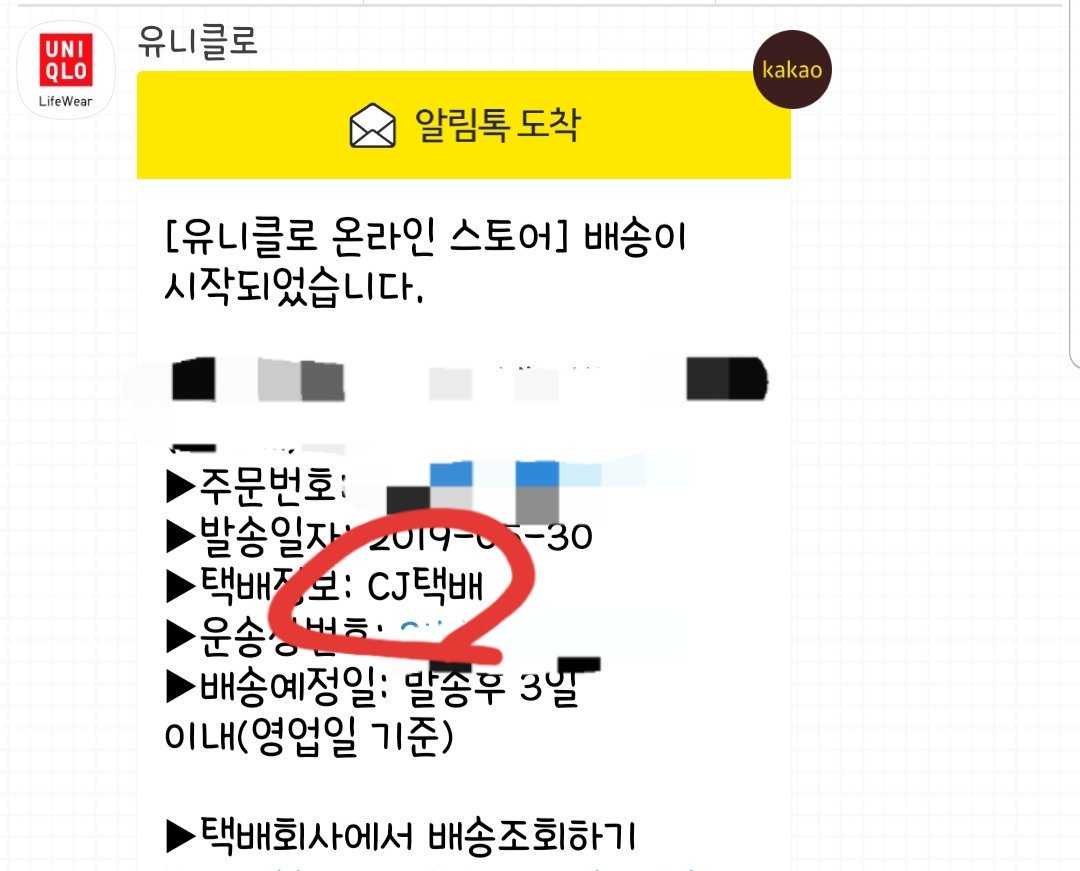 UNI
QLO
LifeWear
유니클로
kakao
알림톡 도착
[유니클로 온라인 스토어] 배송이
시작되었습니다.
▶주문번호:
▶발송일자: 2019-05-30
▶택배정보: CJ택배
▶운송장번호:
▶배송예정일: 발송후 3일
이내(영업일 기준)
▶택배회사에서 배송조회하기